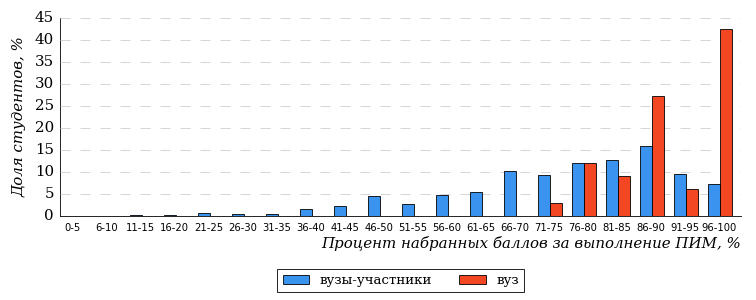 45
40
35
30
25
20
15
10
5
0
Доля студентов, %
0-5 6-10 11-15 16-20 21-25 26-30 31-35 36-40 41-45 46-50 51-55 56-60 61-65 66-70 71-75 76-80 81-85 86-90 91-95 96-100
Процент набранных баллов за выполнение ПИМ, %
вузы-участники вуз